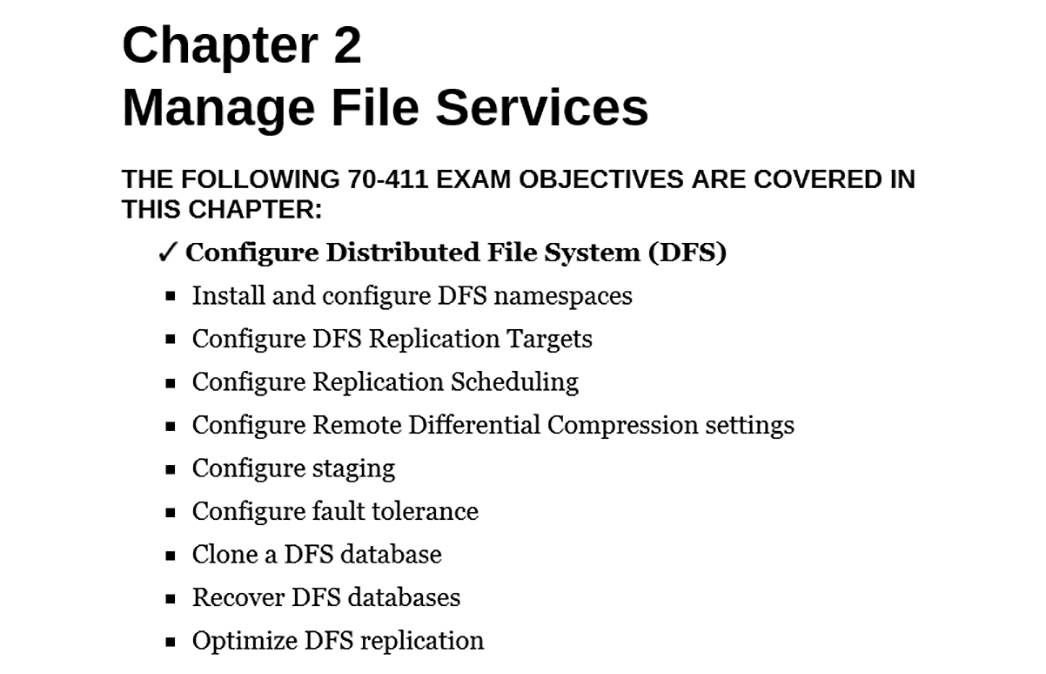 Chapter 2
Manage File Services
THE FOLLOWING 70-411 EXAM OBJECTIVES ARE COVERED IN
THIS CHAPTER:
✓ Configure Distributed File System (DFS)
▪ Install and configure DFS namespaces
▪ Configure DFS Replication Targets
▪ Configure Replication Scheduling
▪ Configure Remote Differential Compression settings
▪ Configure staging
▪ Configure fault tolerance
▪ Clone a DFS database
▪ Recover DFS databases
▪ Optimize DFS replication